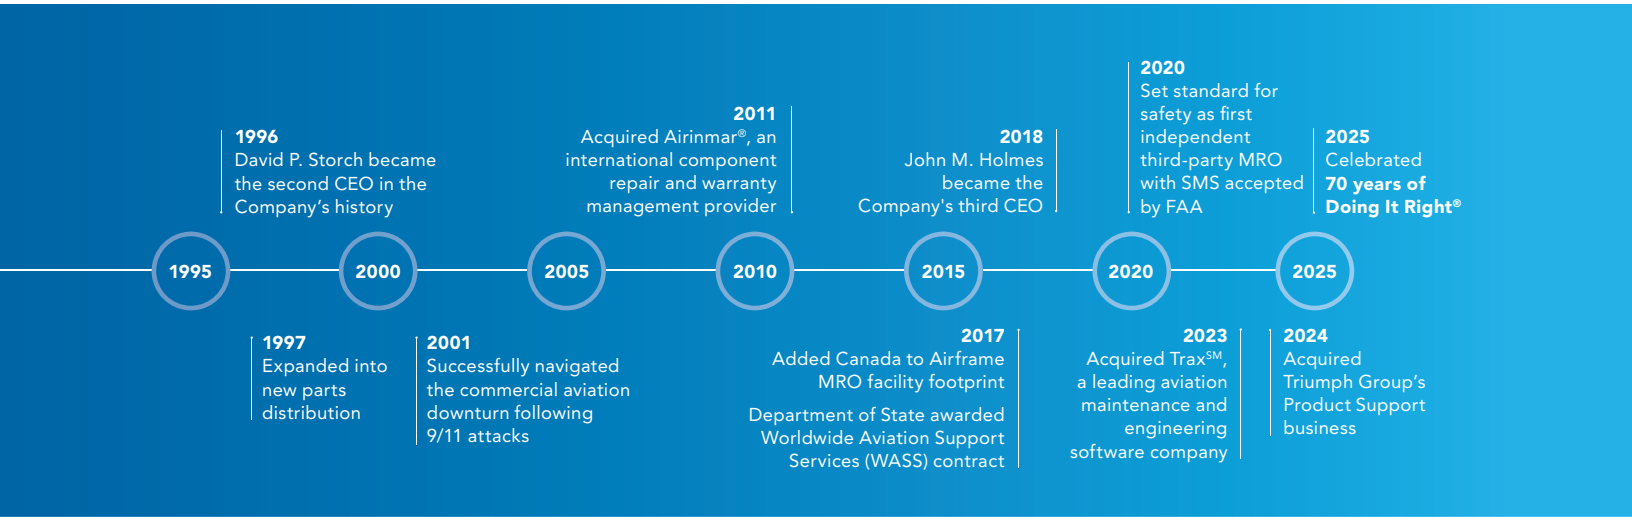 1996
David P. Storch became
the second CEO in the
Company’s history
2011
Acquired Airinmar®, an
international component
repair and warranty
management provider
2018
John M. Holmes
became the
Company's third CEO
2020
Set standard for
safety as first
independent
third-party MRO
with SMS accepted
by FAA
2025
Celebrated
70 years of
Doing It Right®
1995
2000
2005
2010
2015
2020
2025
1997
Expanded into
new parts
distribution
2001
Successfully navigated
the commercial aviation
downturn following
9/11 attacks
2017
Added Canada to Airframe
MRO facility footprint
Department of State awarded
Worldwide Aviation Support
Services (WASS) contract
2023
Acquired Trax℠,
a leading aviation
maintenance and
engineering
software company
2024
Acquired
Triumph Group’s
Product Support
business